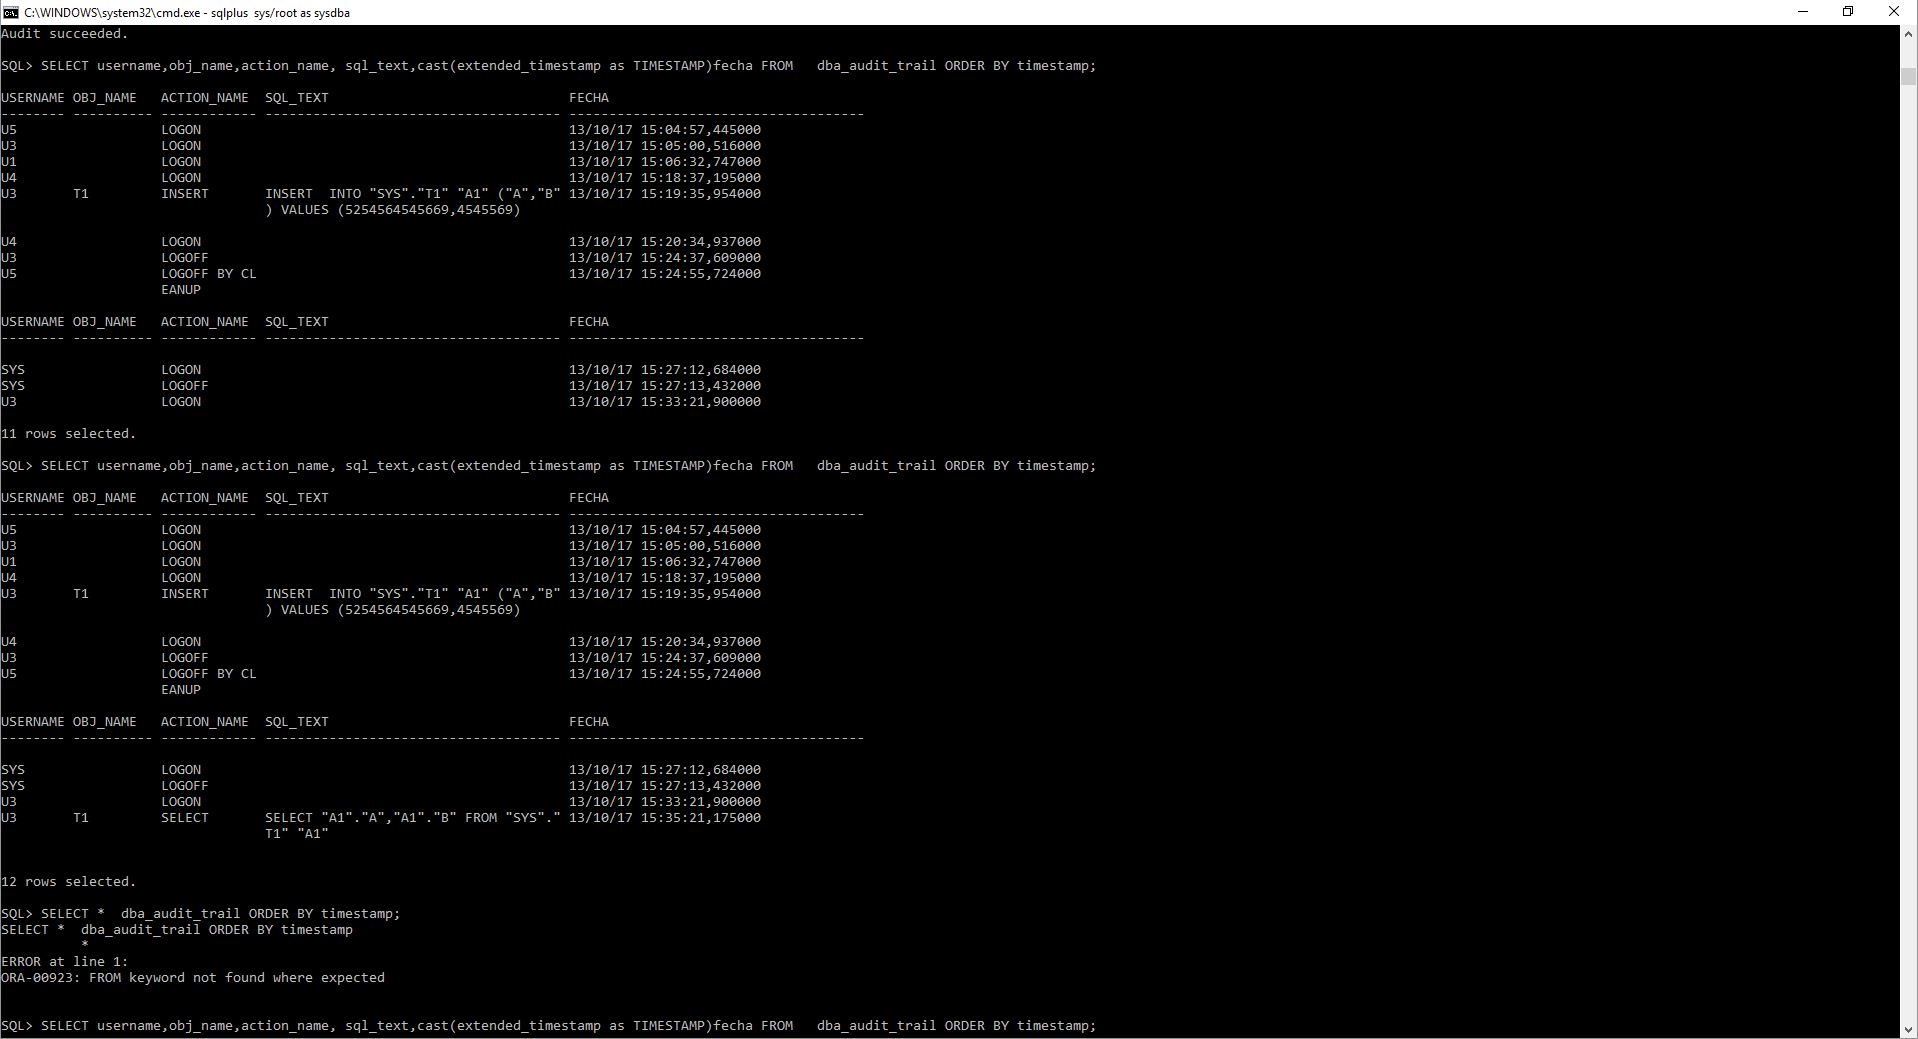 C:\WINDOWS\system32\cmd.exe - sqlplus  sys/root as sysdba
Audit succeeded.
SQL> SELECT username,obj_name,action_name, sql_text,cast(extended_timestamp as TIMESTAMP)fecha FROM   dba_audit_trail ORDER BY timestamp;
USERNAME OBJ_NAME   ACTION_NAME  SQL_TEXT                              FECHA
-------- ---------- ------------ ------------------------------------- -------------------------------------
U5                  LOGON                                              13/10/17 15:04:57,445000
U3                  LOGON                                              13/10/17 15:05:00,516000
U1                  LOGON                                              13/10/17 15:06:32,747000
U4                  LOGON                                              13/10/17 15:18:37,195000
U3       T1         INSERT       INSERT  INTO "SYS"."T1" "A1" ("A","B" 13/10/17 15:19:35,954000
                                 ) VALUES (5254564545669,4545569)
U4                  LOGON                                              13/10/17 15:20:34,937000
U3                  LOGOFF                                             13/10/17 15:24:37,609000
U5                  LOGOFF BY CL                                       13/10/17 15:24:55,724000
                    EANUP
USERNAME OBJ_NAME   ACTION_NAME  SQL_TEXT                              FECHA
-------- ---------- ------------ ------------------------------------- -------------------------------------
SYS                 LOGON                                              13/10/17 15:27:12,684000
SYS                 LOGOFF                                             13/10/17 15:27:13,432000
U3                  LOGON                                              13/10/17 15:33:21,900000
11 rows selected.
SQL> SELECT username,obj_name,action_name, sql_text,cast(extended_timestamp as TIMESTAMP)fecha FROM   dba_audit_trail ORDER BY timestamp;
USERNAME OBJ_NAME   ACTION_NAME  SQL_TEXT                              FECHA
-------- ---------- ------------ ------------------------------------- -------------------------------------
U5                  LOGON                                              13/10/17 15:04:57,445000
U3                  LOGON                                              13/10/17 15:05:00,516000
U1                  LOGON                                              13/10/17 15:06:32,747000
U4                  LOGON                                              13/10/17 15:18:37,195000
U3       T1         INSERT       INSERT  INTO "SYS"."T1" "A1" ("A","B" 13/10/17 15:19:35,954000
                                 ) VALUES (5254564545669,4545569)
U4                  LOGON                                              13/10/17 15:20:34,937000
U3                  LOGOFF                                             13/10/17 15:24:37,609000
U5                  LOGOFF BY CL                                       13/10/17 15:24:55,724000
                    EANUP
USERNAME OBJ_NAME   ACTION_NAME  SQL_TEXT                              FECHA
-------- ---------- ------------ ------------------------------------- -------------------------------------
SYS                 LOGON                                              13/10/17 15:27:12,684000
SYS                 LOGOFF                                             13/10/17 15:27:13,432000
U3                  LOGON                                              13/10/17 15:33:21,900000
U3       T1         SELECT       SELECT "A1"."A","A1"."B" FROM "SYS"." 13/10/17 15:35:21,175000
                                 T1" "A1"
12 rows selected.
SQL> SELECT *  dba_audit_trail ORDER BY timestamp;
SELECT *  dba_audit_trail ORDER BY timestamp
          *
ERROR at line 1:
ORA-00923: FROM keyword not found where expected
SQL> SELECT username,obj_name,action_name, sql_text,cast(extended_timestamp as TIMESTAMP)fecha FROM   dba_audit_trail ORDER BY timestamp;